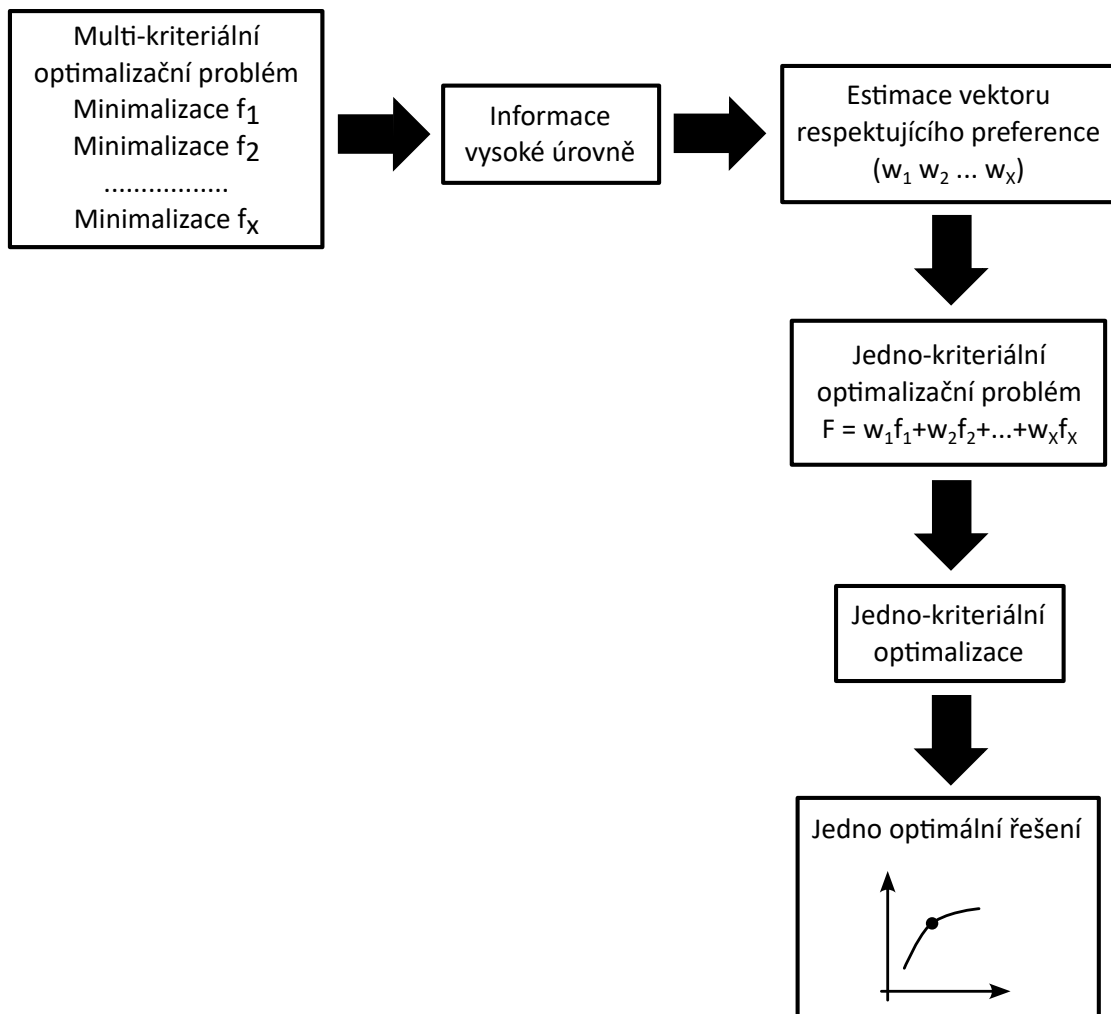 Multi-kriteriální
optimalizační problém
Minimalizace f₁
Minimalizace f₂
.................
Minimalizace fₓ
Informace
vysoké úrovně
Estimace vektoru
respektujícího preference
(w₁ w₂ ... wₓ)
Jedno-kriteriální
optimalizační problém
F = w₁f₁+w₂f₂+...+wₓfₓ
Jedno-kriteriální
optimalizace
Jedno optimální řešení